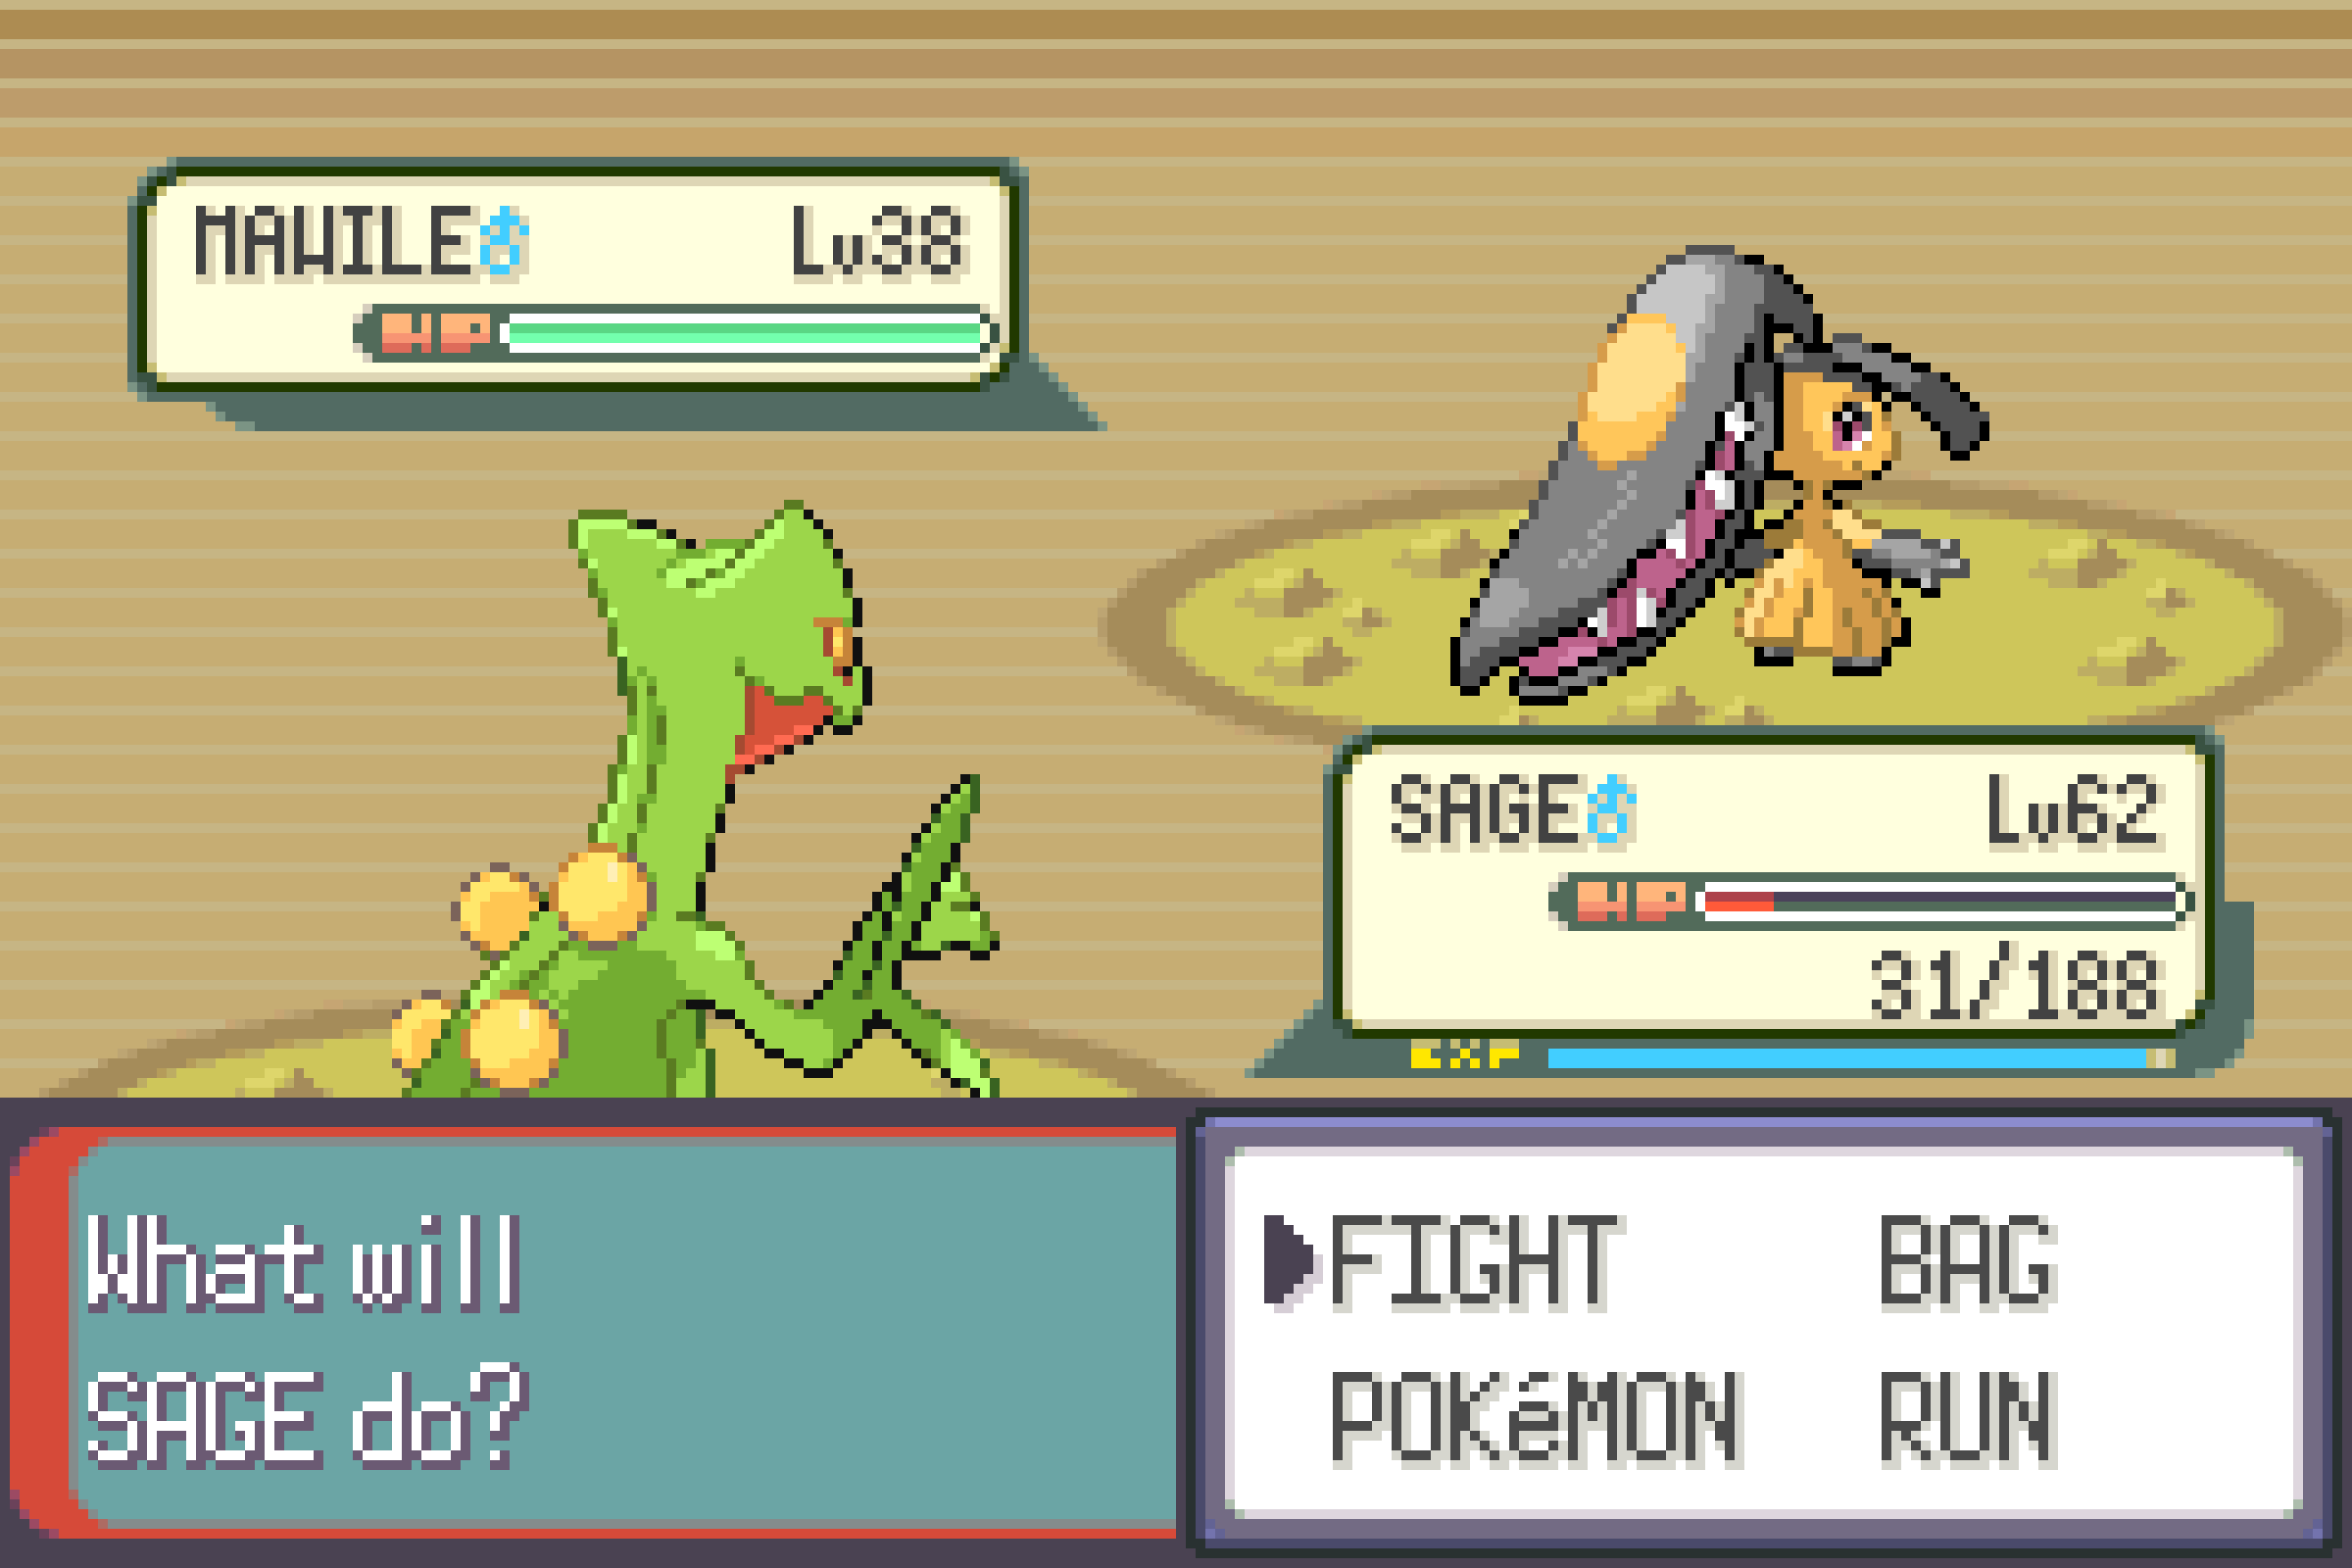 MAWILE♂ Lv38
HP
SAGE♂ Lv62
HP
31/188
EXP
What will
SAGE do?
▶FIGHT BAG
POKéMON RUN